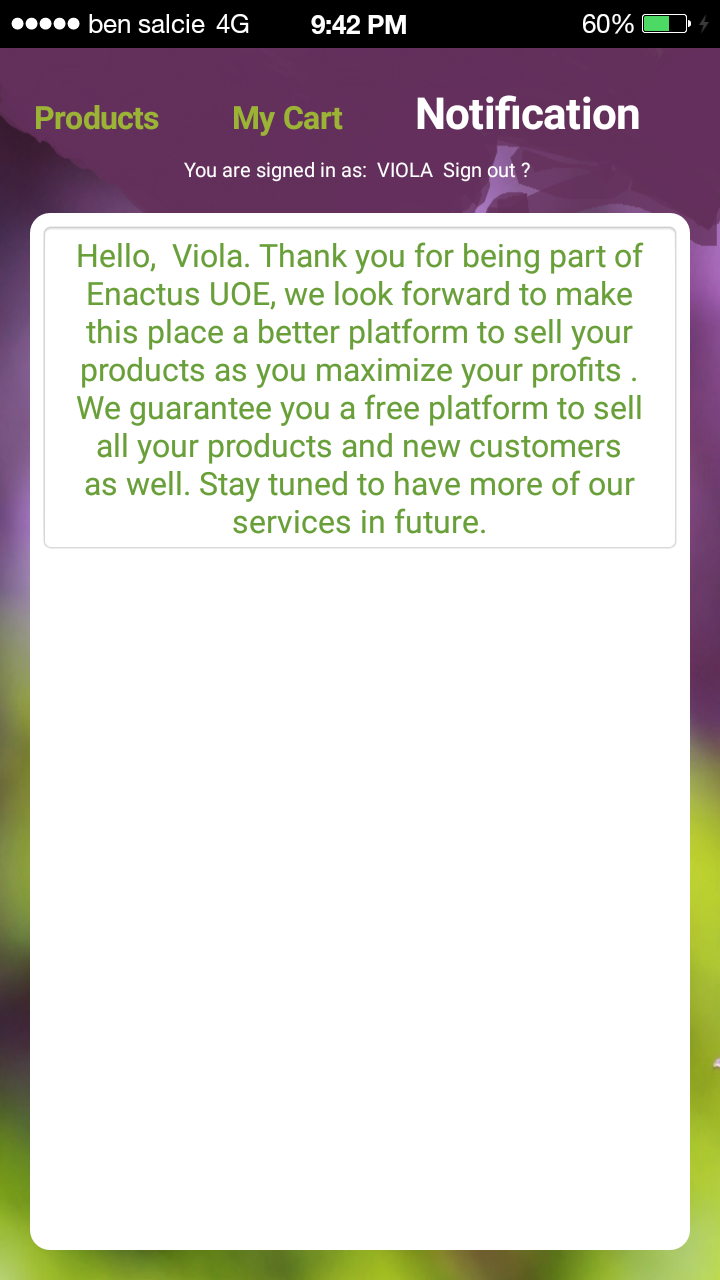 ben salcie 4G 9:42 PM 60%
Products My Cart Notification
You are signed in as: VIOLA Sign out ?
Hello, Viola. Thank you for being part of
Enactus UOE, we look forward to make
this place a better platform to sell your
products as you maximize your profits .
We guarantee you a free platform to sell
all your products and new customers
as well. Stay tuned to have more of our
services in future.